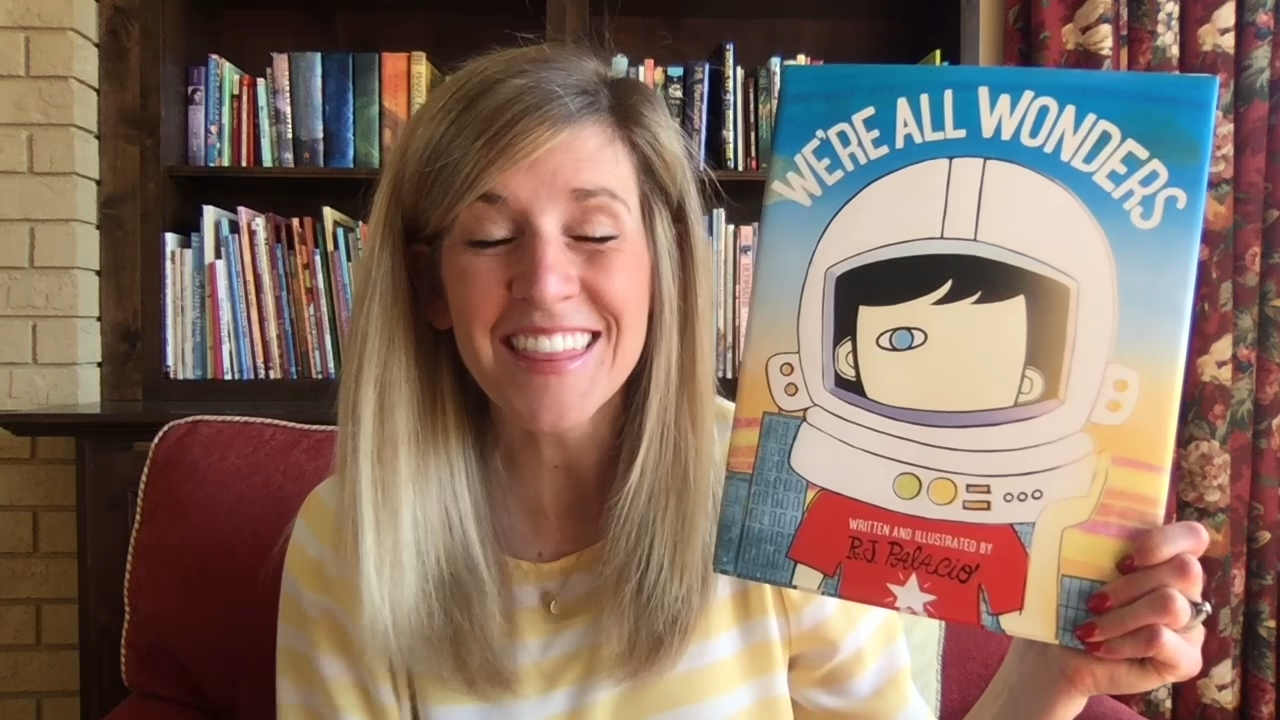 WE'RE ALL WONDERS
WRITTEN AND ILLUSTRATED BY
R.J. PALACIO